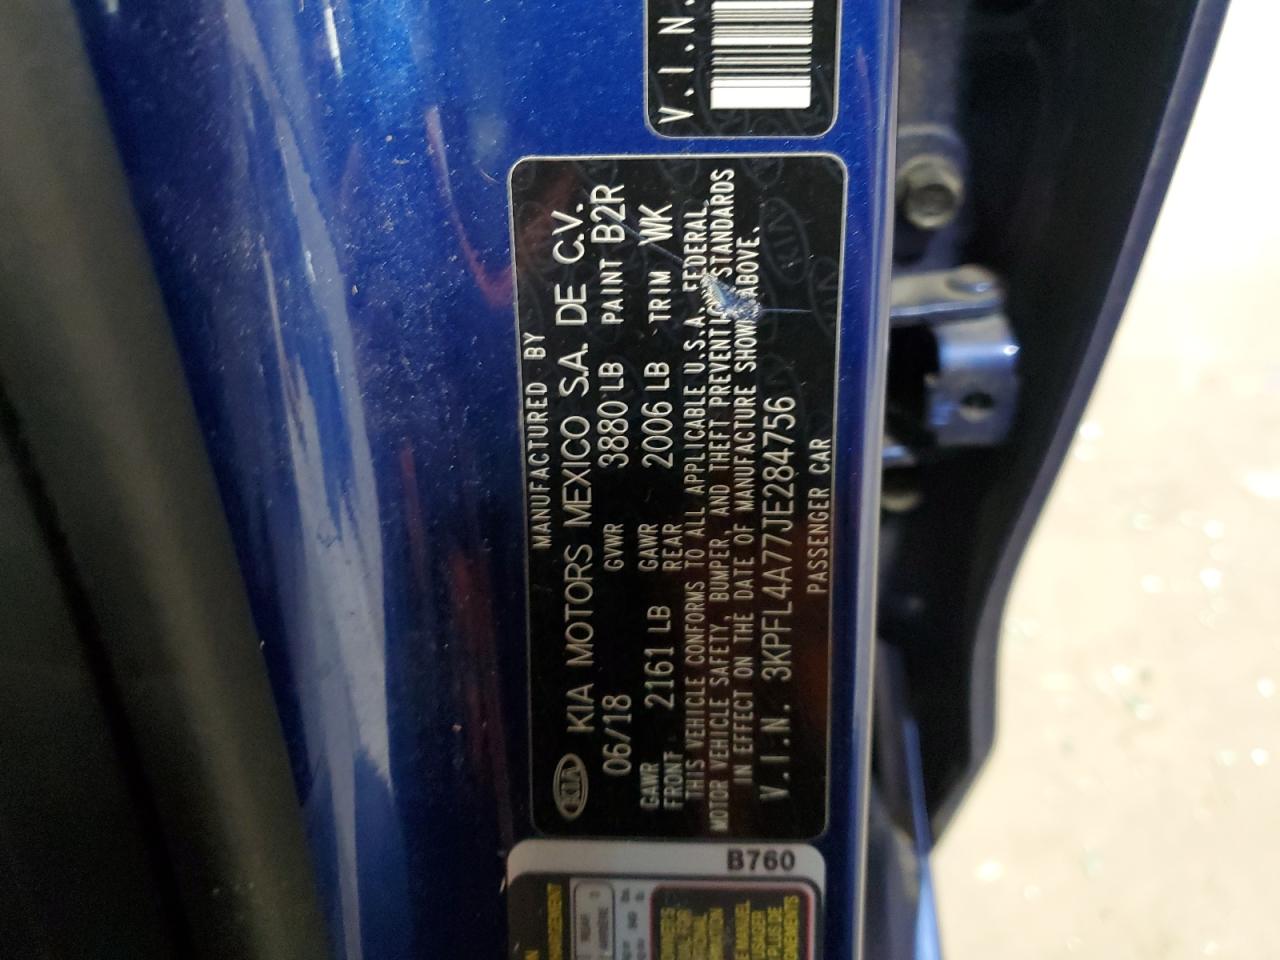 V.I.N.
MANUFACTURED BY
KIA KIA MOTORS MEXICO S.A. DE C.V.
06/18 GVWR 3880 LB PAINT B2R
GAWR FRONT 2161 LB GAWR REAR 2006 LB TRIM WK
THIS VEHICLE CONFORMS TO ALL APPLICABLE U.S.A. FEDERAL
MOTOR VEHICLE SAFETY, BUMPER, AND THEFT PREVENTION STANDARDS
IN EFFECT ON THE DATE OF MANUFACTURE SHOWN ABOVE.
V.I.N. 3KPFL4A77JE284756
PASSENGER CAR
B760